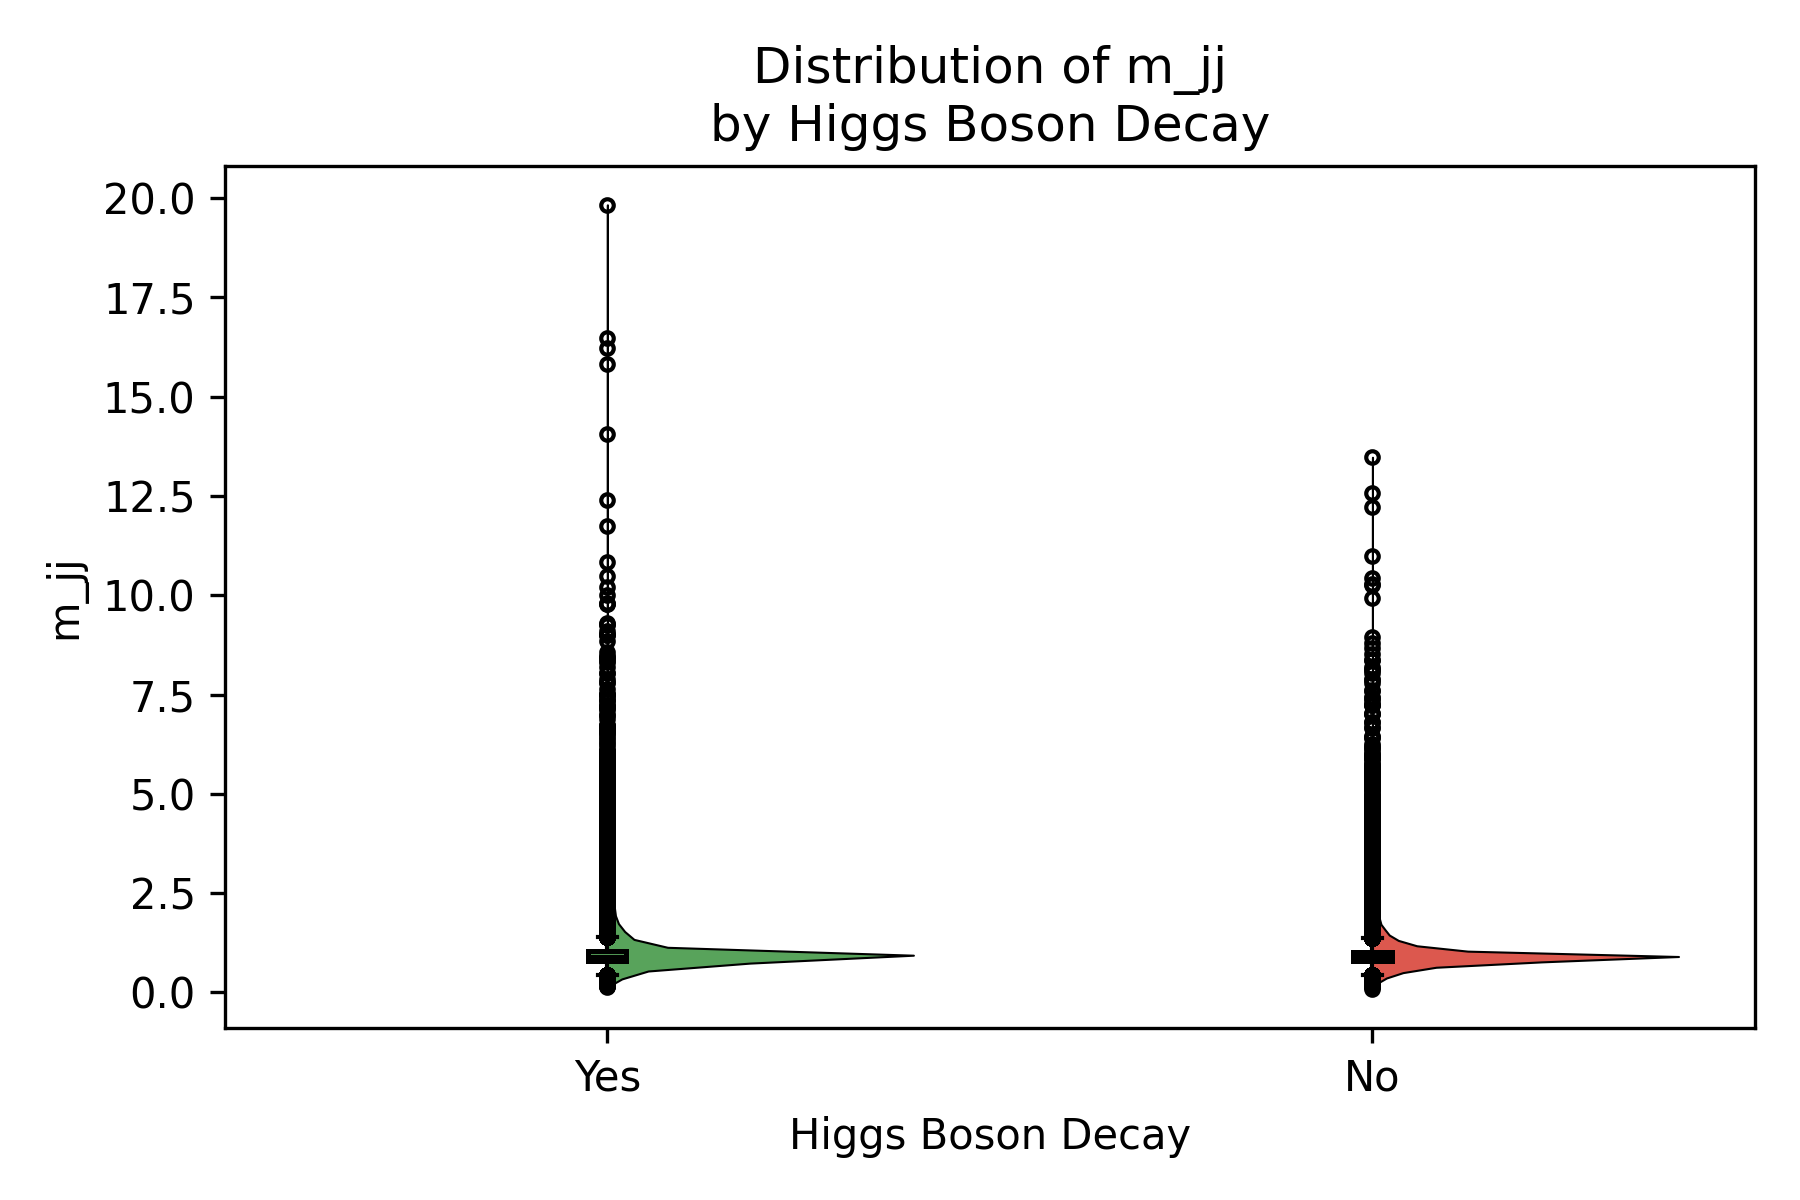 Distribution of m_jj
by Higgs Boson Decay
20.0
17.5
15.0
12.5
10.0
7.5
5.0
2.5
0.0
m_jj
Yes
No
Higgs Boson Decay